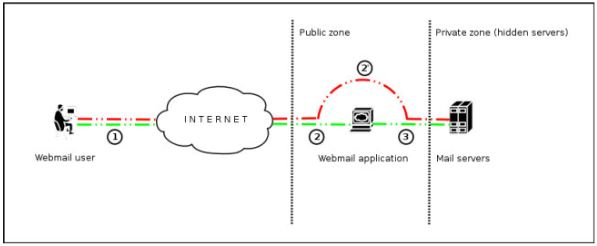 Public zone
Private zone (hidden servers)
2'
INTERNET
1
2
3
Webmail user
Webmail application
Mail servers